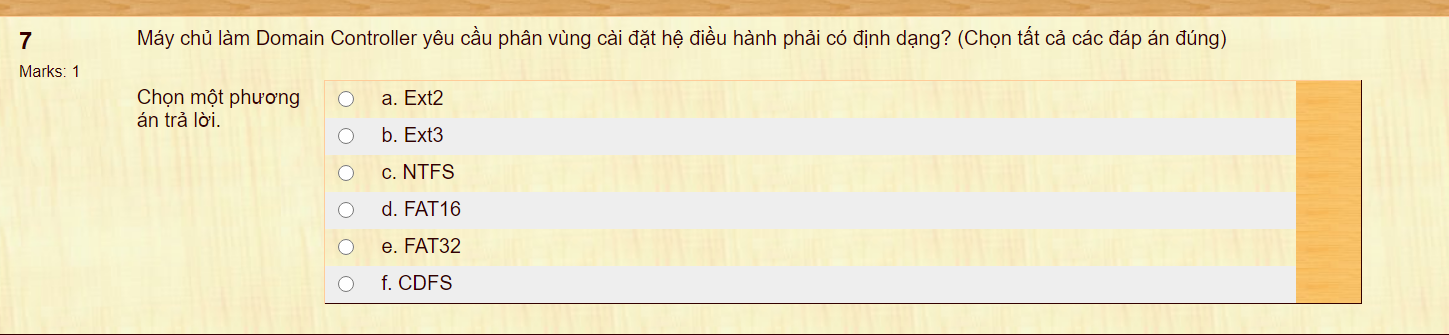 7
Máy chủ làm Domain Controller yêu cầu phân vùng cài đặt hệ điều hành phải có định dạng? (Chọn tất cả các đáp án đúng)
Marks: 1
Chọn một phương
án trả lời.
a. Ext2
b. Ext3
c. NTFS
d. FAT16
e. FAT32
f. CDFS